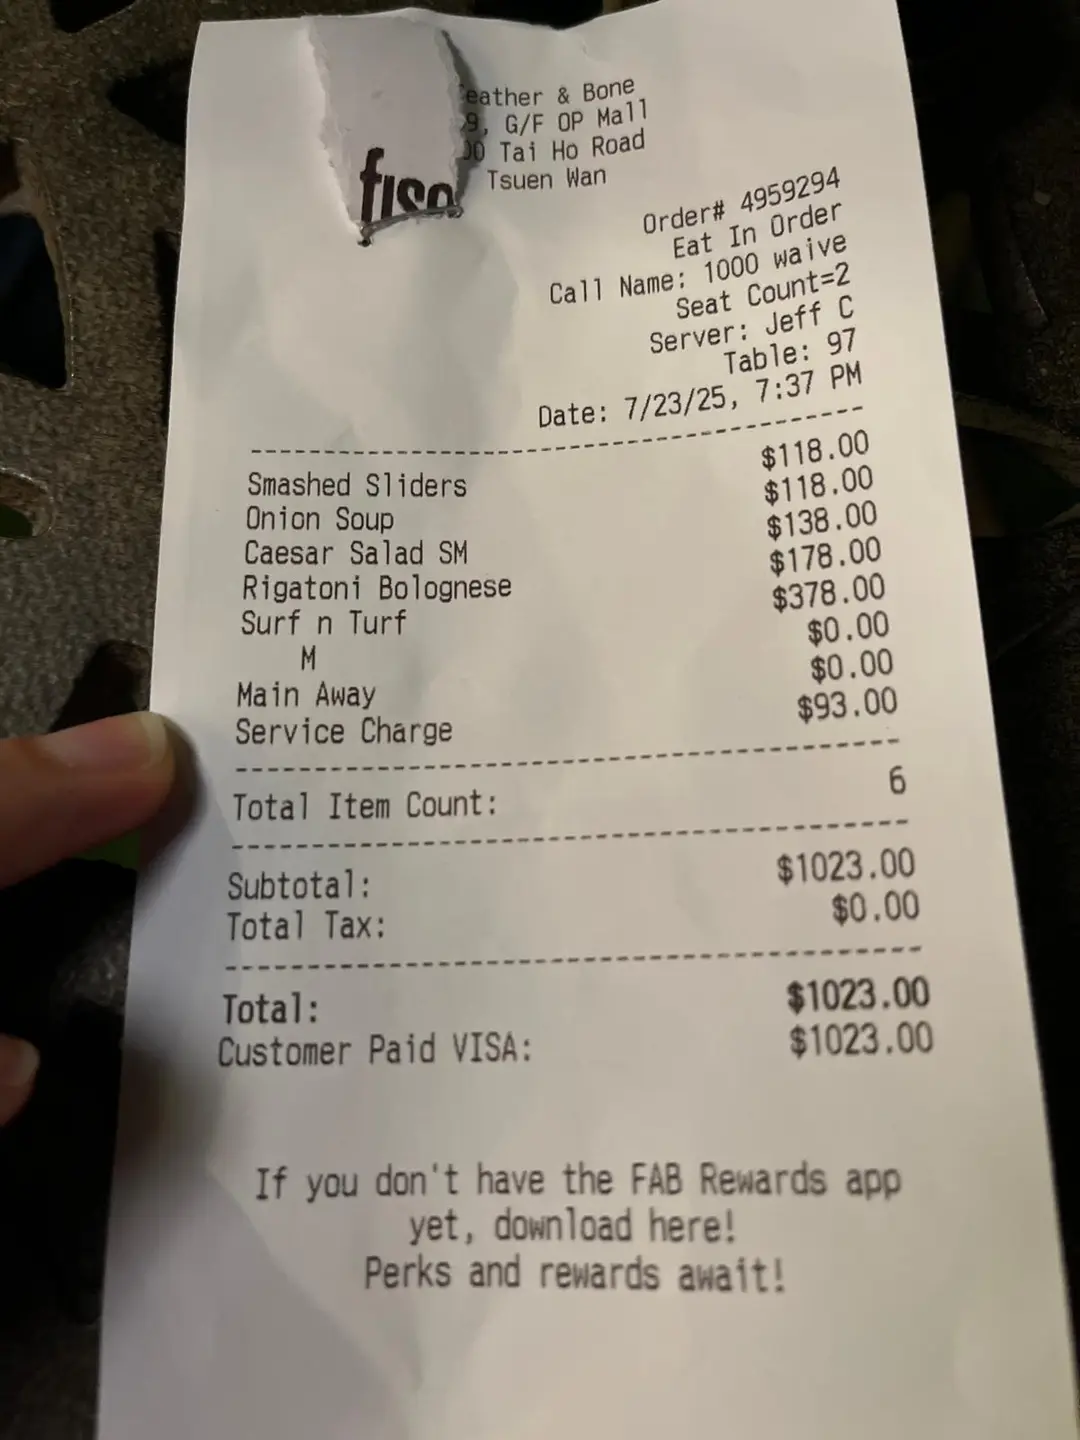 eather & Bone
9, G/F OP Mall
00 Tai Ho Road
Tsuen Wan
Order# 4959294
Eat In Order
Call Name: 1000 waive
Seat Count=2
Server: Jeff C
Table: 97
Date: 7/23/25, 7:37 PM
Smashed Sliders $118.00
Onion Soup $118.00
Caesar Salad SM $138.00
Rigatoni Bolognese $178.00
Surf n Turf $378.00
M $0.00
Main Away $0.00
Service Charge $93.00
Total Item Count: 6
Subtotal: $1023.00
Total Tax: $0.00
Total: $1023.00
Customer Paid VISA: $1023.00
If you don't have the FAB Rewards app
yet, download here!
Perks and rewards await!